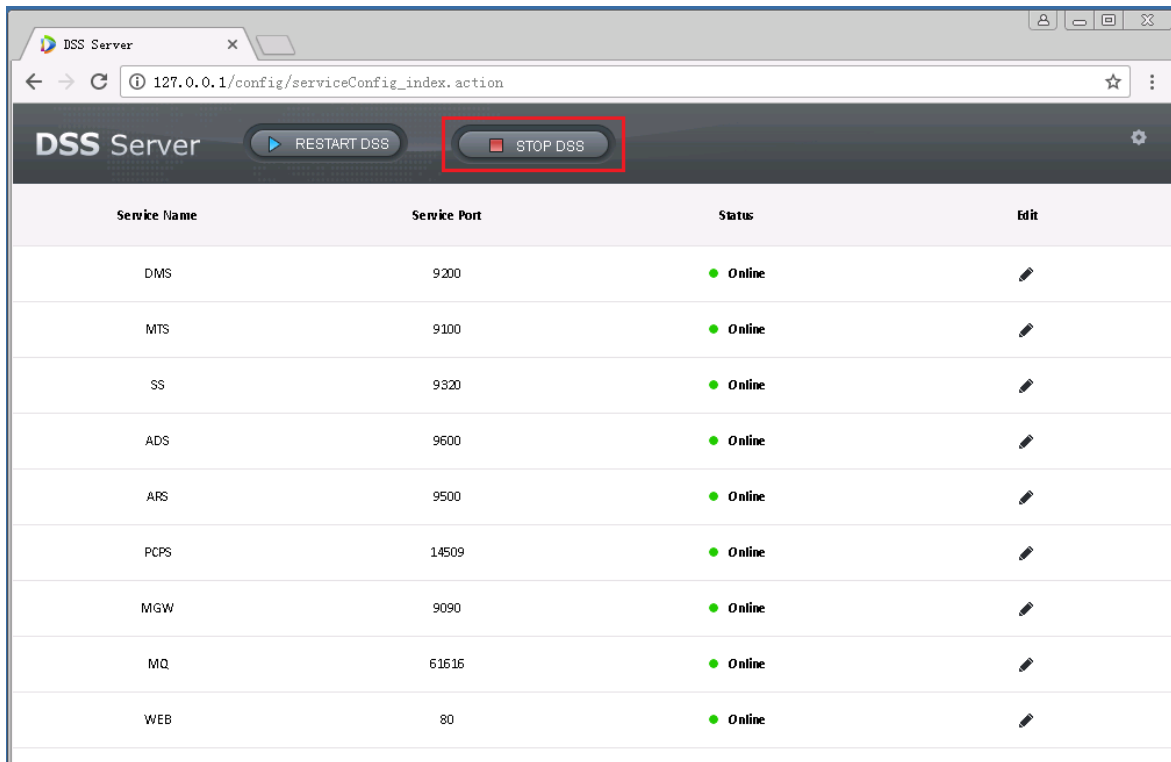 DSS Server
127.0.0.1/config/serviceConfig_index.action
DSS Server RESTART DSS STOP DSS
Service Name Service Port Status Edit
DMS 9200 Online
MTS 9100 Online
SS 9320 Online
ADS 9600 Online
ARS 9500 Online
PCPS 14509 Online
MGW 9090 Online
MQ 61616 Online
WEB 80 Online